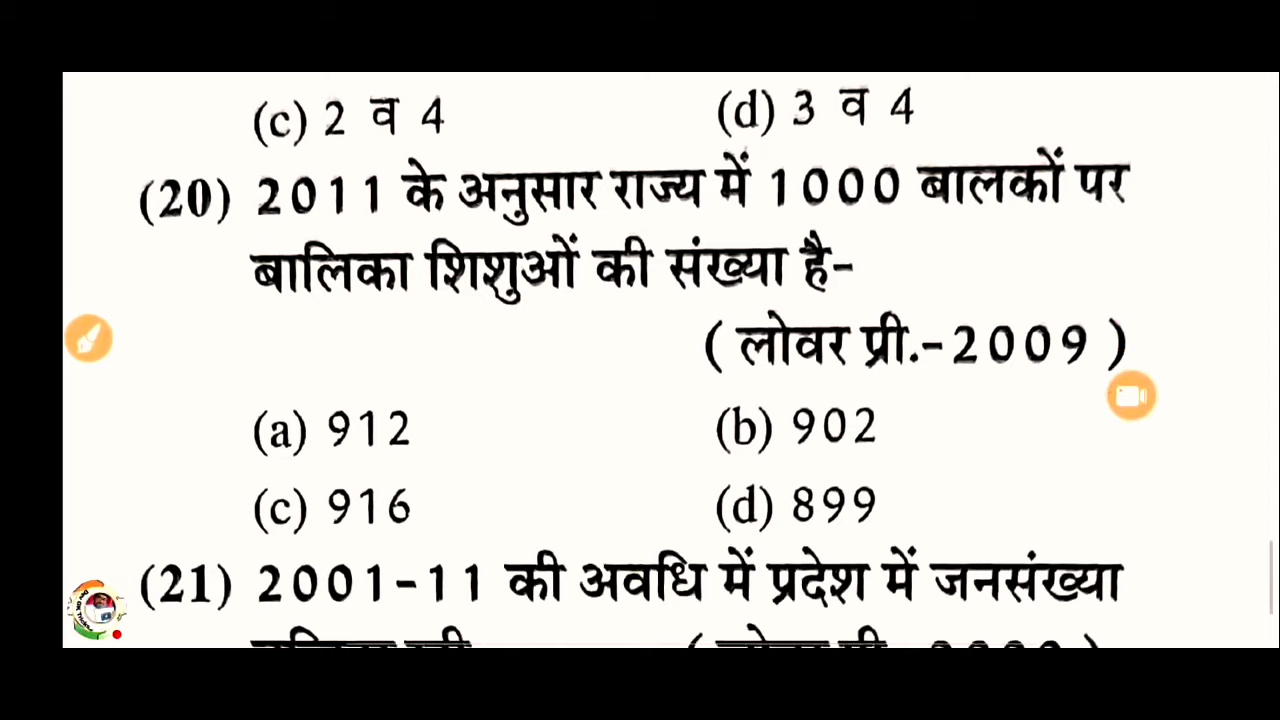 (c) 2 व 4 (d) 3 व 4
(20) 2011 के अनुसार राज्य में 1000 बालकों पर
बालिका शिशुओं की संख्या है-
( लोवर प्री.-2009 )
(a) 912 (b) 902
(c) 916 (d) 899
(21) 2001-11 की अवधि में प्रदेश में जनसंख्या